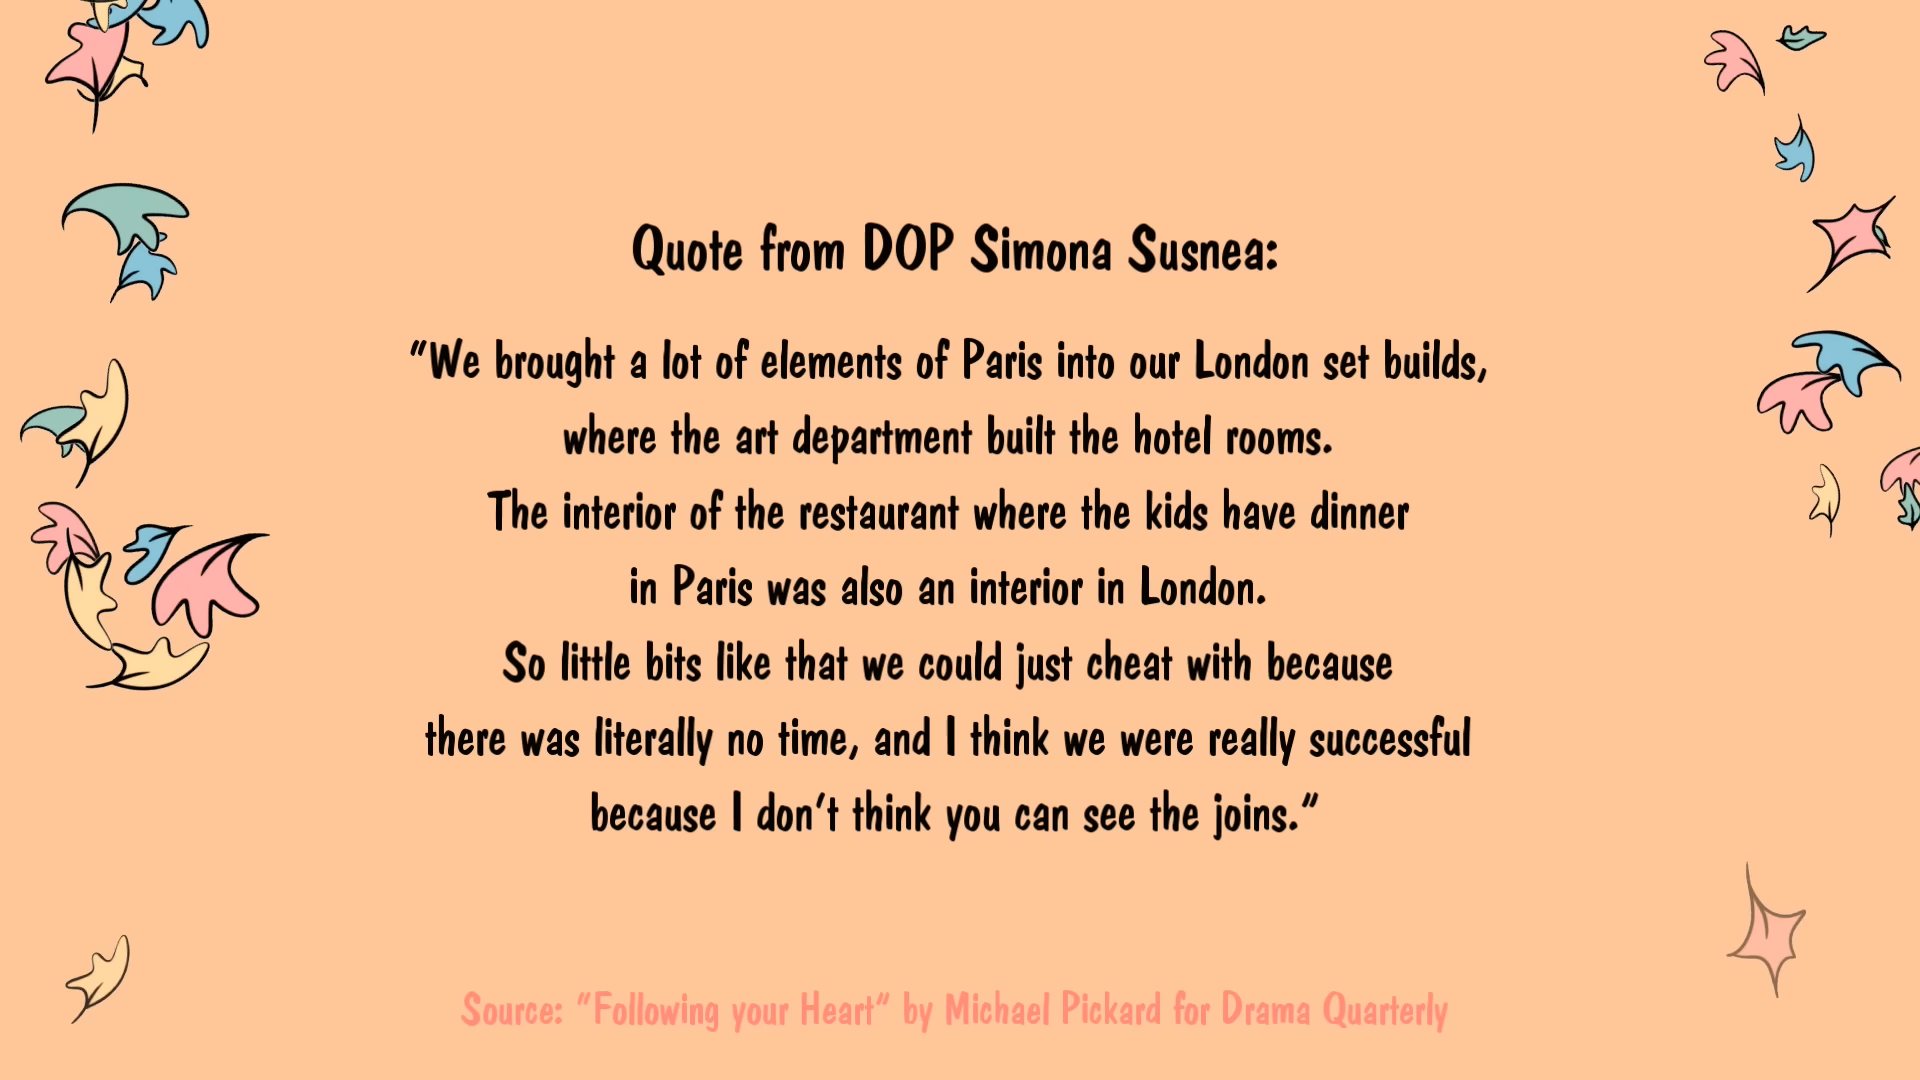 Quote from DOP Simona Susnea:
“We brought a lot of elements of Paris into our London set builds,
where the art department built the hotel rooms.
The interior of the restaurant where the kids have dinner
in Paris was also an interior in London.
So little bits like that we could just cheat with because
there was literally no time, and I think we were really successful
because I don’t think you can see the joins.”
Source: “Following your Heart” by Michael Pickard for Drama Quarterly